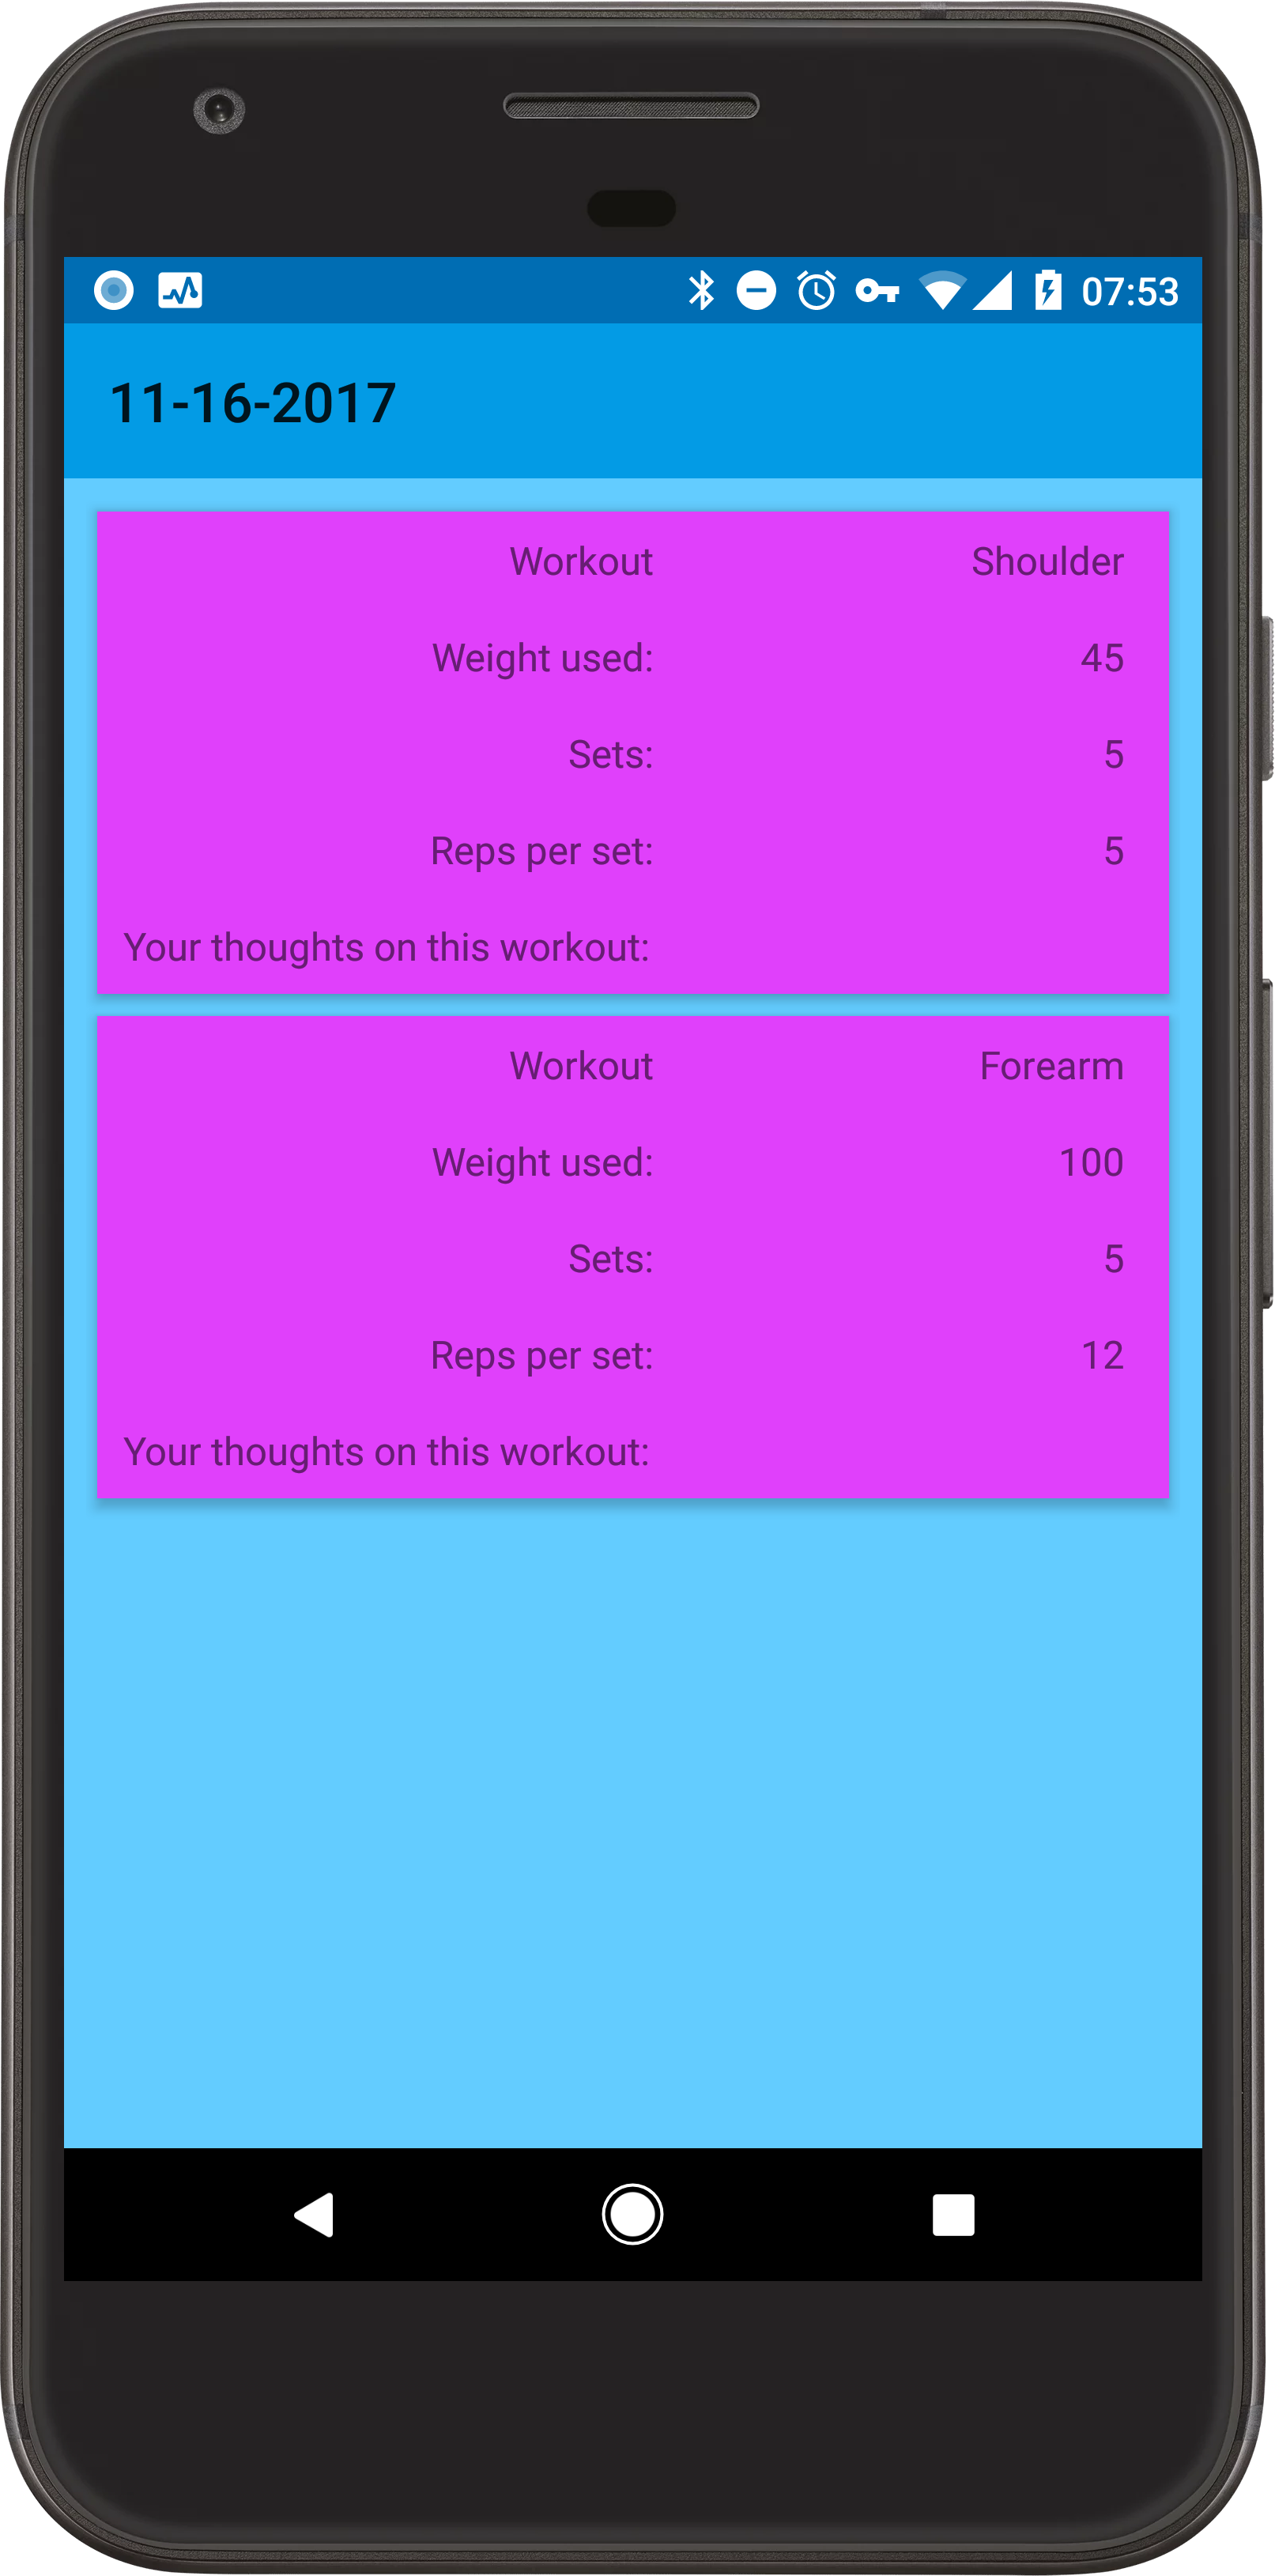 07:53
11-16-2017
Workout Shoulder
Weight used: 45
Sets: 5
Reps per set: 5
Your thoughts on this workout:
Workout Forearm
Weight used: 100
Sets: 5
Reps per set: 12
Your thoughts on this workout: